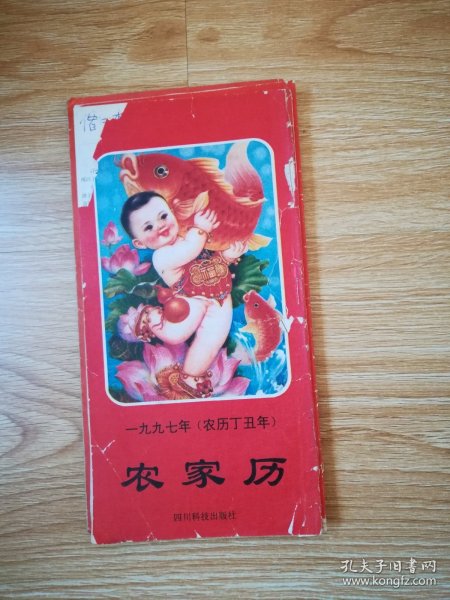 一九九七年（农历丁丑年）
农家历
四川科技出版社
孔夫子旧书网
www.kongfz.com